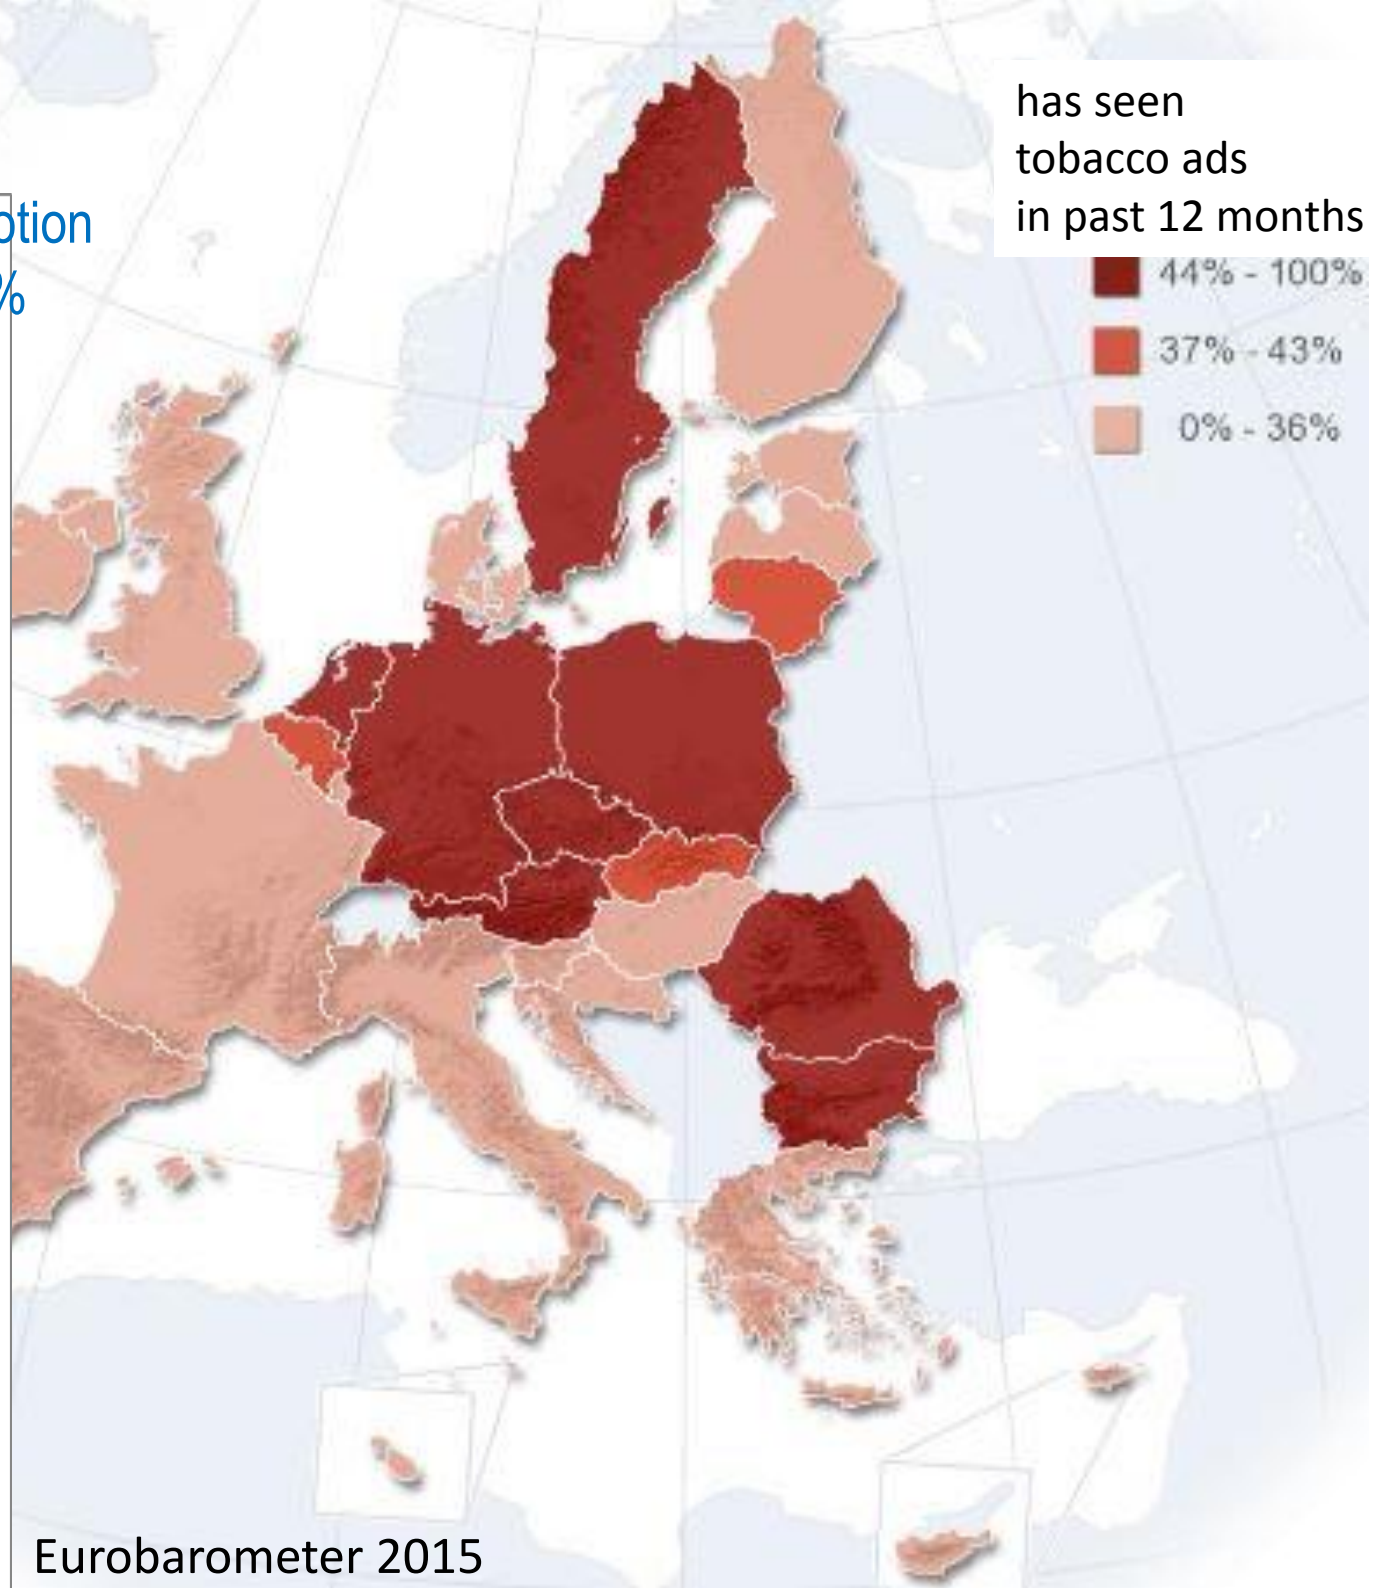 has seen
tobacco ads
in past 12 months
44% - 100%
37% - 43%
0% - 36%
%
Eurobarometer 2015